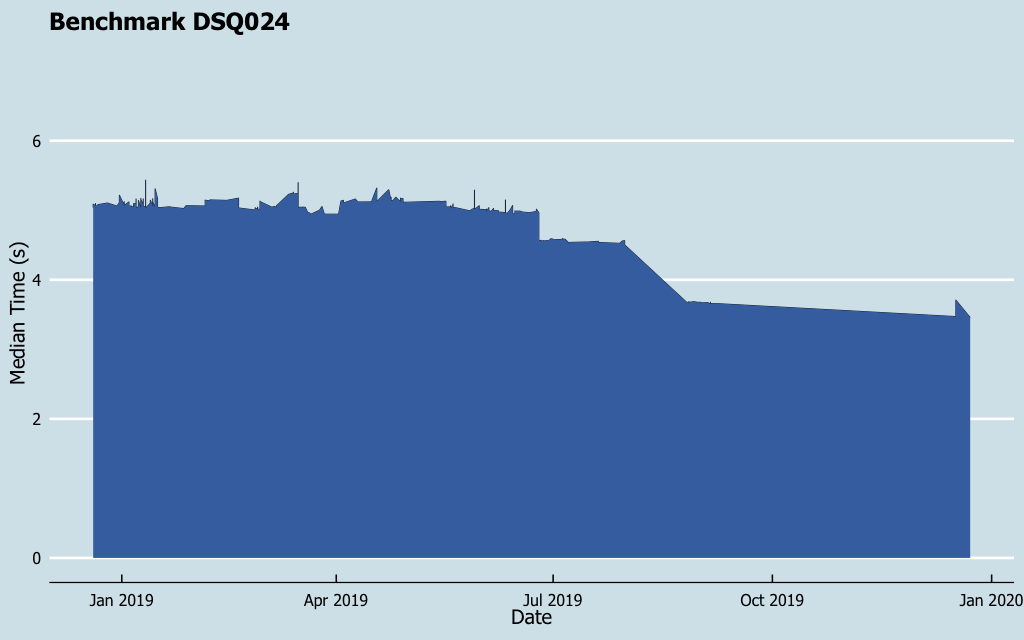 Benchmark DSQ024
Median Time (s)
6
4
2
0
Jan 2019
Apr 2019
Jul 2019
Oct 2019
Jan 2020
Date